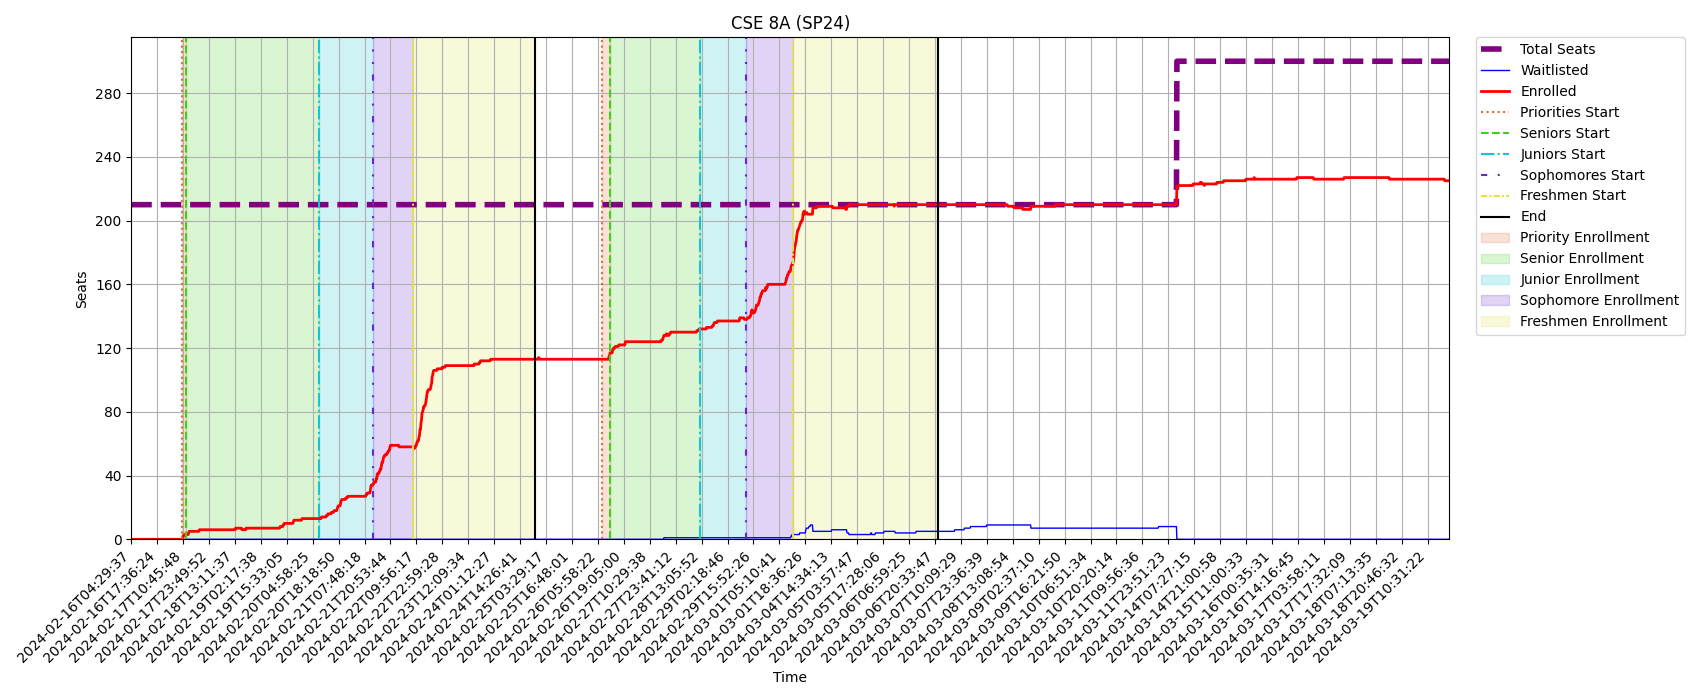 CSE 8A (SP24)
Seats
280
240
200
160
120
80
40
0
2024-02-16T04:29:37
2024-02-16T17:36:24
2024-02-17T10:45:48
2024-02-17T23:49:52
2024-02-18T13:11:37
2024-02-19T02:17:38
2024-02-19T15:33:05
2024-02-20T04:58:25
2024-02-20T18:18:50
2024-02-21T07:48:18
2024-02-21T20:53:44
2024-02-22T09:56:17
2024-02-22T22:59:28
2024-02-23T12:09:34
2024-02-24T01:12:27
2024-02-24T14:26:41
2024-02-25T03:29:17
2024-02-25T16:48:01
2024-02-26T05:58:22
2024-02-26T19:05:00
2024-02-27T10:29:38
2024-02-27T23:41:12
2024-02-28T13:05:52
2024-02-29T02:18:46
2024-02-29T15:52:26
2024-03-01T05:10:41
2024-03-01T18:36:26
2024-03-04T14:34:13
2024-03-05T03:57:47
2024-03-05T17:28:06
2024-03-06T06:59:25
2024-03-06T20:33:47
2024-03-07T10:09:29
2024-03-07T23:36:39
2024-03-08T13:08:54
2024-03-09T02:37:10
2024-03-09T16:21:50
2024-03-10T06:51:34
2024-03-10T20:20:14
2024-03-11T09:56:36
2024-03-11T23:51:23
2024-03-14T07:27:15
2024-03-14T21:00:58
2024-03-15T11:00:33
2024-03-16T00:35:31
2024-03-16T14:16:45
2024-03-17T03:58:11
2024-03-17T17:32:09
2024-03-18T07:13:35
2024-03-18T20:46:32
2024-03-19T10:31:22
Time
Total Seats
Waitlisted
Enrolled
Priorities Start
Seniors Start
Juniors Start
Sophomores Start
Freshmen Start
End
Priority Enrollment
Senior Enrollment
Junior Enrollment
Sophomore Enrollment
Freshmen Enrollment